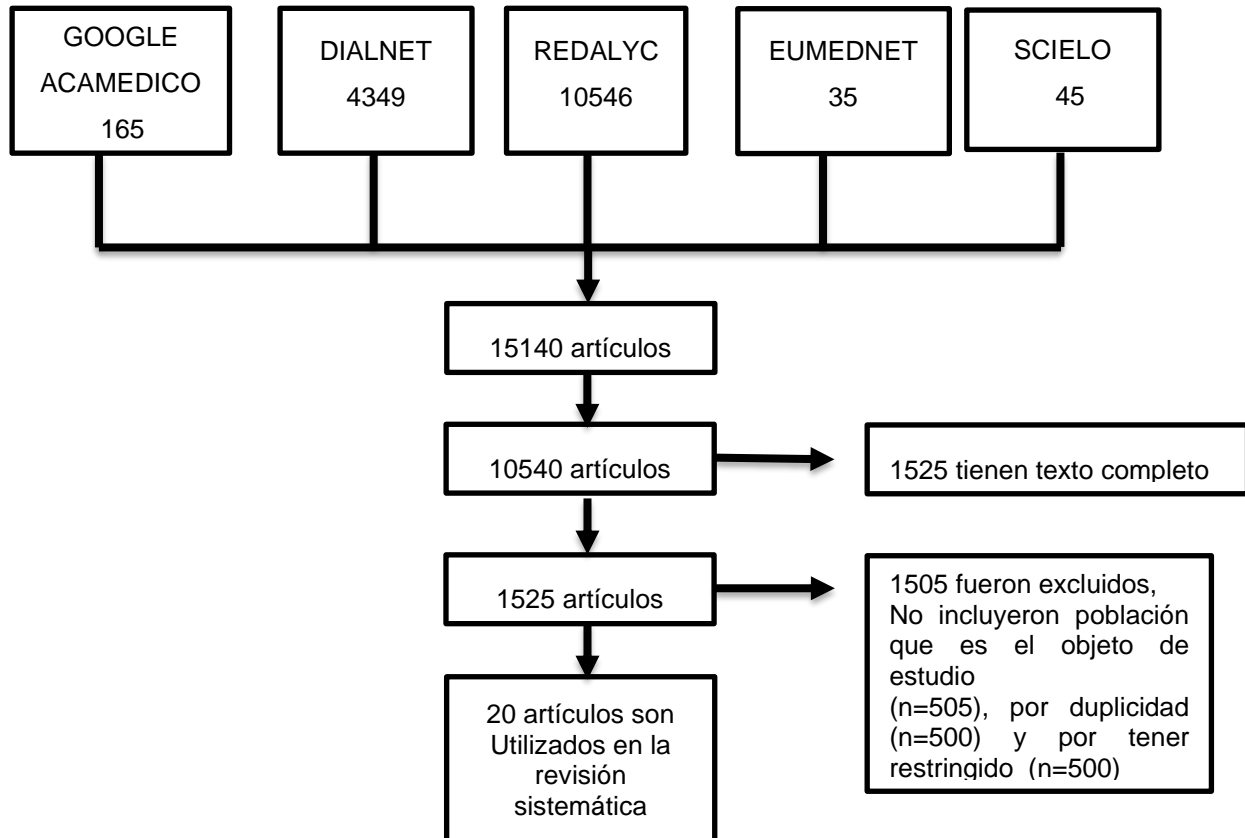 GOOGLE
ACAMEDICO
165
DIALNET
4349
REDALYC
10546
EUMEDNET
35
SCIELO
45
15140 artículos
10540 artículos
1525 tienen texto completo
1525 artículos
1505 fueron excluidos,
No incluyeron población
que es el objeto de
estudio
(n=505), por duplicidad
(n=500) y por tener
restringido (n=500)
20 artículos son
Utilizados en la
revisión
sistemática